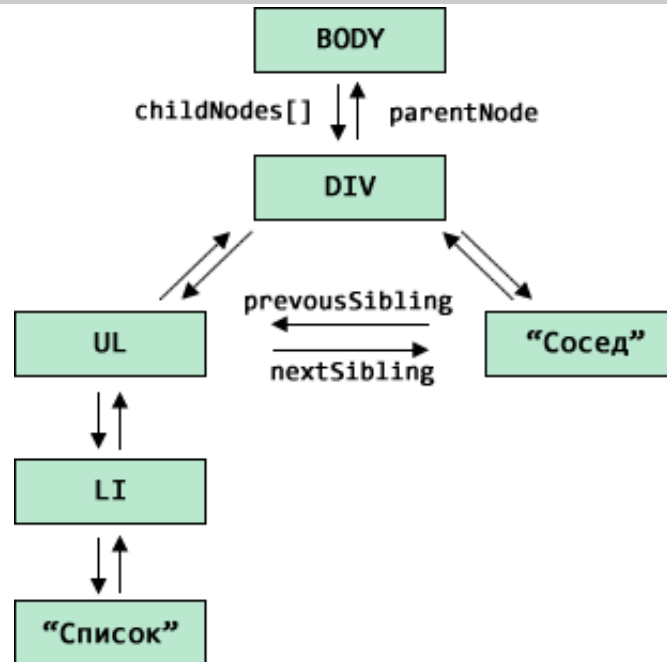 BODY
childNodes[]
parentNode
DIV
prevousSibling
UL
“Сосед”
nextSibling
LI
“Список”